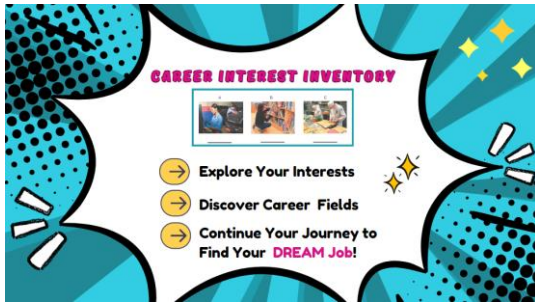 CAREER INTEREST INVENTORY
A B C
Explore Your Interests
Discover Career Fields
Continue Your Journey to
Find Your DREAM Job!